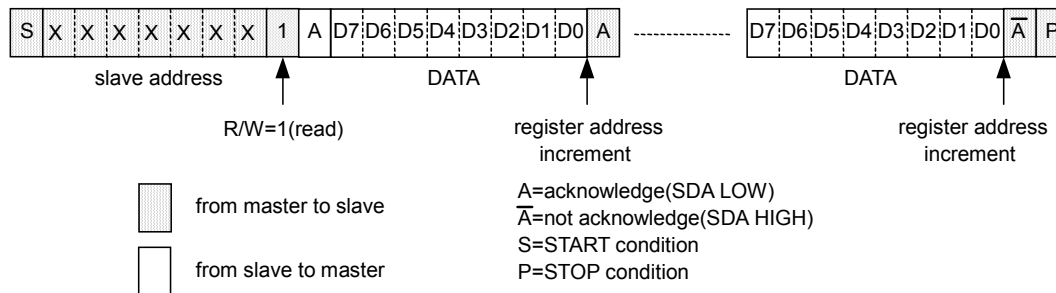 S X X X X X X X 1 A D7 D6 D5 D4 D3 D2 D1 D0 A D7 D6 D5 D4 D3 D2 D1 D0 A̅ P
slave address DATA DATA
R/W=1(read) register address increment register address increment
from master to slave
from slave to master
A=acknowledge(SDA LOW)
A̅=not acknowledge(SDA HIGH)
S=START condition
P=STOP condition